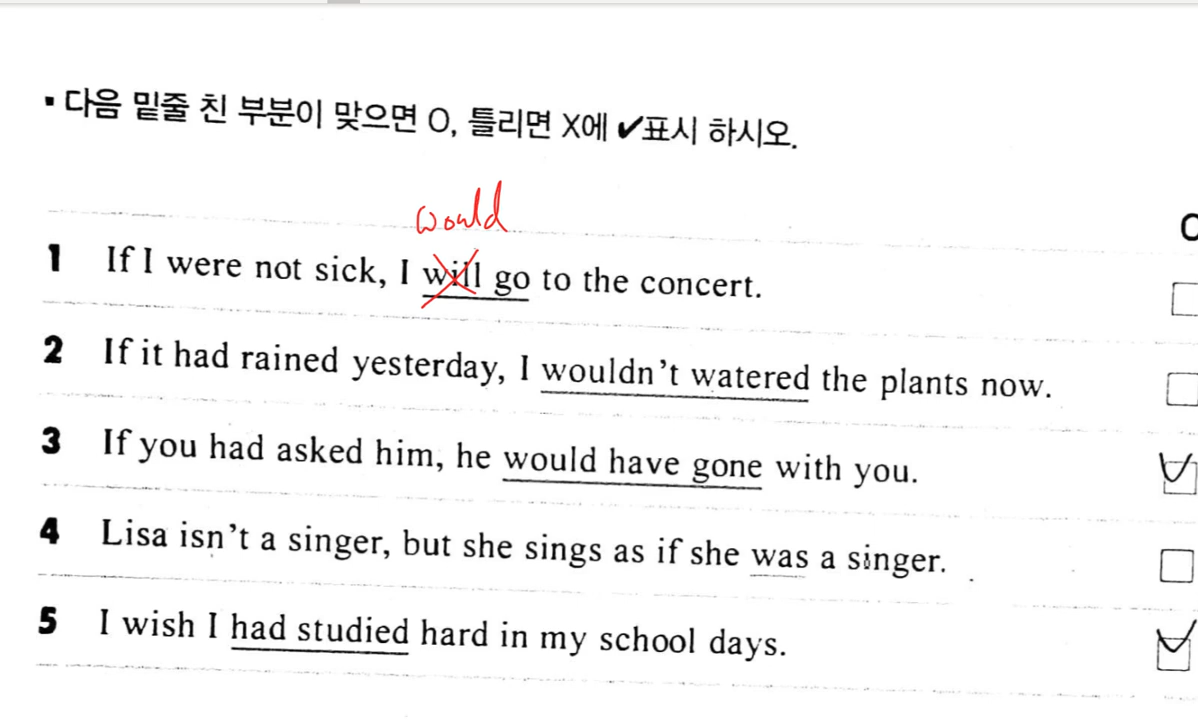 ▪ 다음 밑줄 친 부분이 맞으면 O, 틀리면 X에 ✔표시 하시오.
would
1 If I were not sick, I will go to the concert.
2 If it had rained yesterday, I wouldn't watered the plants now.
3 If you had asked him, he would have gone with you.
4 Lisa isn't a singer, but she sings as if she was a singer.
5 I wish I had studied hard in my school days.